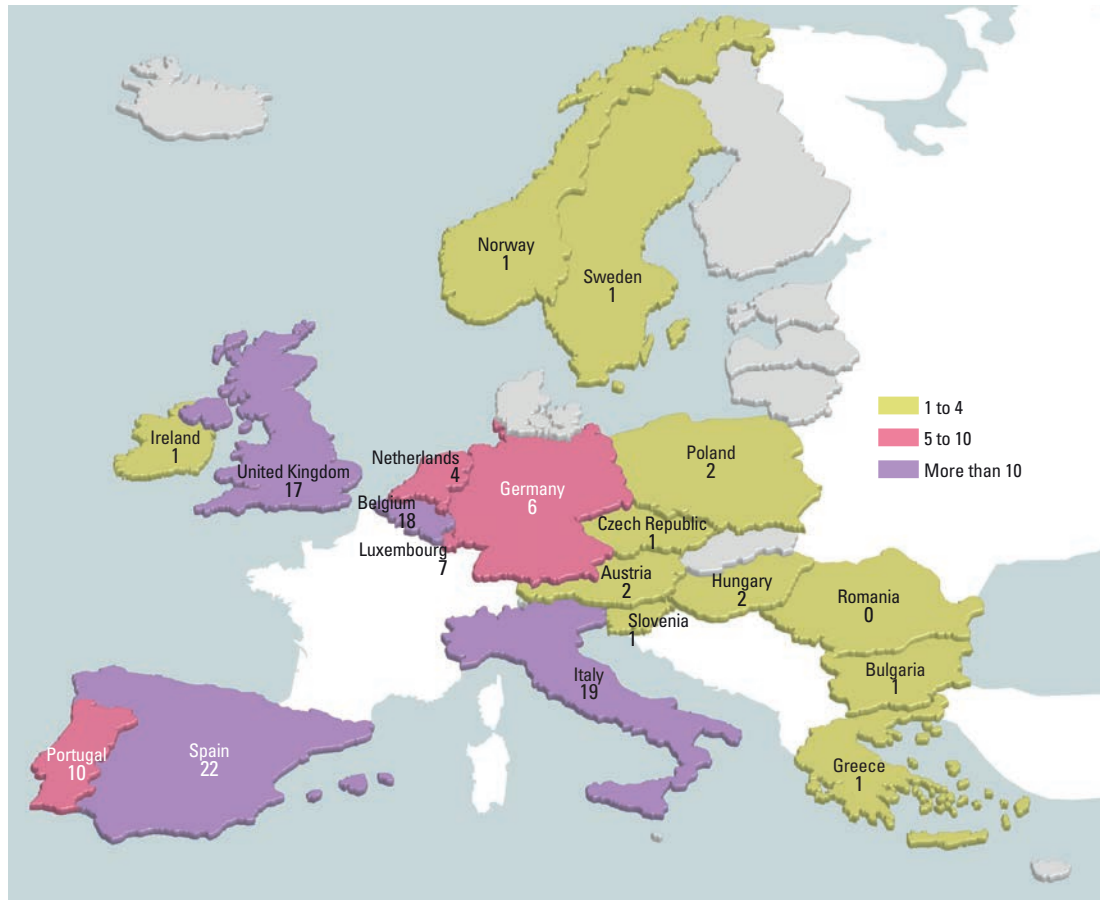 Norway
1
Sweden
1
Ireland
1
United Kingdom
17
Netherlands
4
Belgium
18
Luxembourg
7
Germany
6
Poland
2
Czech Republic
1
Austria
2
Hungary
2
Slovenia
1
Romania
0
Bulgaria
1
Italy
19
Greece
1
Portugal
10
Spain
22
1 to 4
5 to 10
More than 10